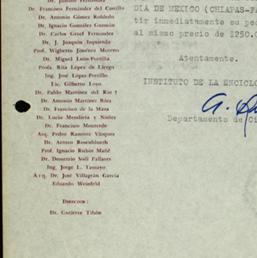 Dr. Francisco Fernández del Castillo
Dr. Antonio Gómez Robledo
Dr. Ignacio González Guzmán
Dr. Carlos Graef Fernández
Dr. J. Joaquín Izquierdo
Prof. Wigberto Jiménez Moreno
Dr. Miguel León-Portilla
Profa. Rita López de Llergo
Ing. José López-Portillo.
Lic. Gilberto Loyo
Dr. Pablo Martínez del Río †
Dr. Antonio Martínez Báez
Dr. Francisco de la Maza
Dr. Lucio Mendieta y Núñez
Dr. Francisco Monterde
Arq. Pedro Ramírez Vázquez
Dr. Arturo Rosenblueth
Prof. Ignacio Rubio Mañé
Dr. Demetrio Sodi Pallares
Ing. Jorge L. Tamayo
Arq. Dr. José Villagrán García
Eduardo Weinfeld
Director:
Dr. Gutierre Tibón
DIA DE MEXICO (CHIAPAS-
tir inmediatamente su pe
al mismo precio de $250.0
Atentamente.
INSTITUTO DE LA ENCICLO
Departamento de Ci